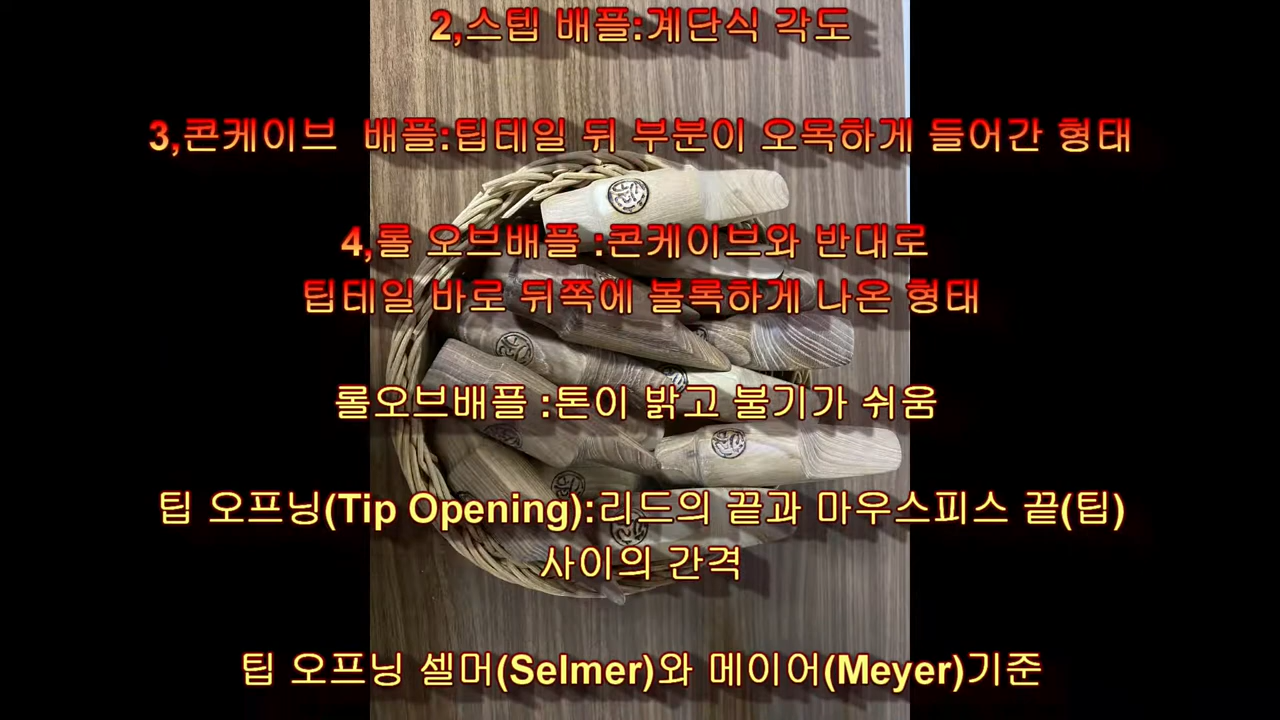 2,스텝 배플:계단식 각도
3,콘케이브 배플:팁테일 뒤 부분이 오목하게 들어간 형태
4,롤 오브배플 :콘케이브와 반대로
팁테일 바로 뒤쪽에 볼록하게 나온 형태
롤오브배플 :톤이 밝고 불기가 쉬움
팁 오프닝(Tip Opening):리드의 끝과 마우스피스 끝(팁)
사이의 간격
팁 오프닝 셀머(Selmer)와 메이어(Meyer)기준